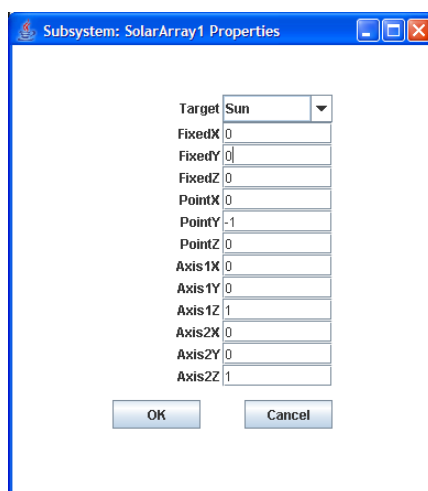 Subsystem: SolarArray1 Properties
Target Sun
FixedX 0
FixedY 0
FixedZ 0
PointX 0
PointY -1
PointZ 0
Axis1X 0
Axis1Y 0
Axis1Z 1
Axis2X 0
Axis2Y 0
Axis2Z 1
OK Cancel